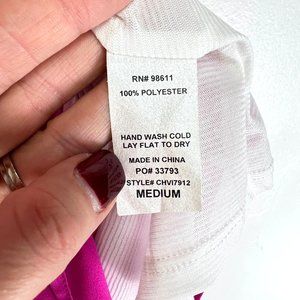 RN# 98611
100% POLYESTER
HAND WASH COLD
LAY FLAT TO DRY
MADE IN CHINA
PO# 33793
STYLE# CHVI7912
MEDIUM